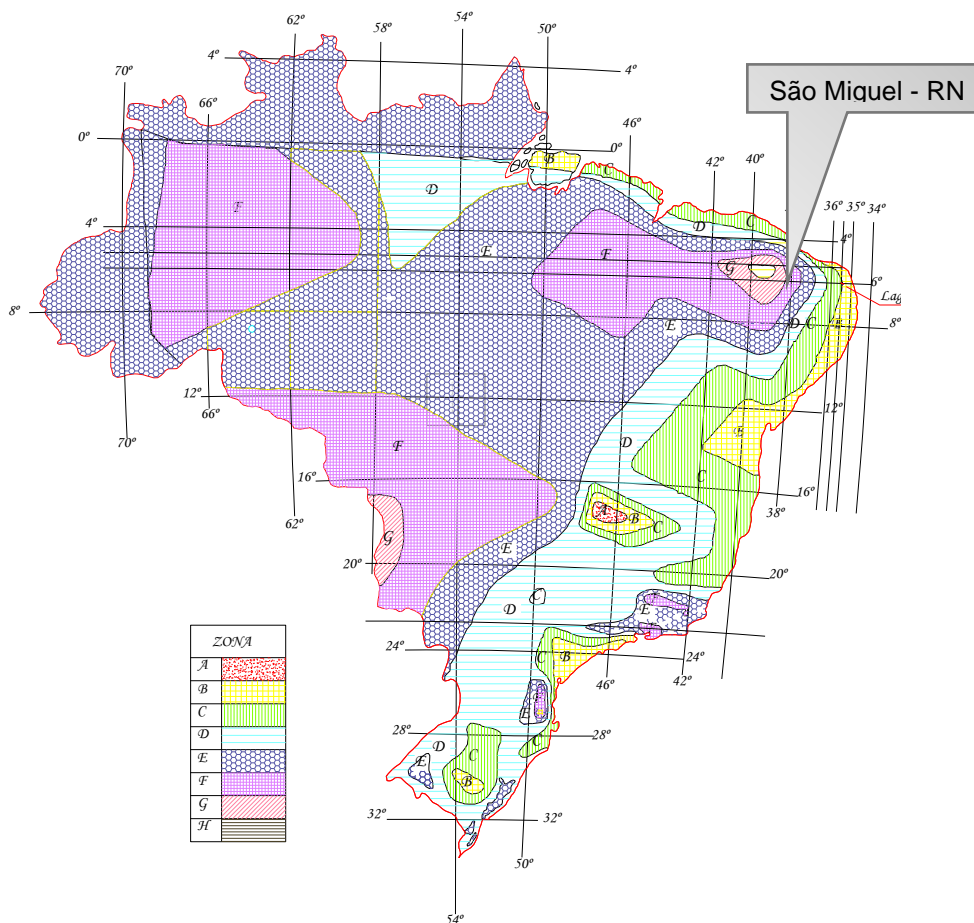 62º
54º
58º
50º
4º
4º
70º
66º
São Miguel - RN
46º
0º
0º
B
42º
40º
C
D
F
36º
35º
34º
4º
C
D
4º
E
F
G
6º
Lag
8º
E
D
C
8º
12º
66º
12º
70º
E
F
D
C
16º
16º
62º
38º
A
B
C
G
E
20º
20º
C
D
E
24º
C
B
24º
46º
42º
E
28º
28º
D
C
C
E
B
32º
32º
50º
54º
ZONA
A
B
C
D
E
F
G
H